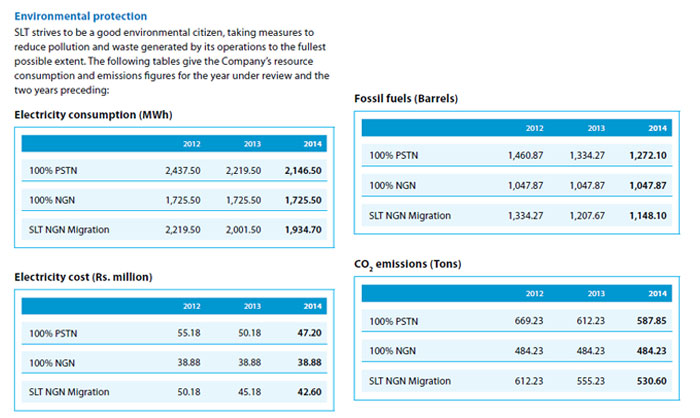 Environmental protection
SLT strives to be a good environmental citizen, taking measures to
reduce pollution and waste generated by its operations to the fullest
possible extent. The following tables give the Company's resource
consumption and emissions figures for the year under review and the
two years preceding:
Electricity consumption (MWh)
2012 2013 2014
100% PSTN 2,437.50 2,219.50 2,146.50
100% NGN 1,725.50 1,725.50 1,725.50
SLT NGN Migration 2,219.50 2,001.50 1,934.70
Electricity cost (Rs. million)
2012 2013 2014
100% PSTN 55.18 50.18 47.20
100% NGN 38.88 38.88 38.88
SLT NGN Migration 50.18 45.18 42.60
Fossil fuels (Barrels)
2012 2013 2014
100% PSTN 1,460.87 1,334.27 1,272.10
100% NGN 1,047.87 1,047.87 1,047.87
SLT NGN Migration 1,334.27 1,207.67 1,148.10
CO₂ emissions (Tons)
2012 2013 2014
100% PSTN 669.23 612.23 587.85
100% NGN 484.23 484.23 484.23
SLT NGN Migration 612.23 555.23 530.60